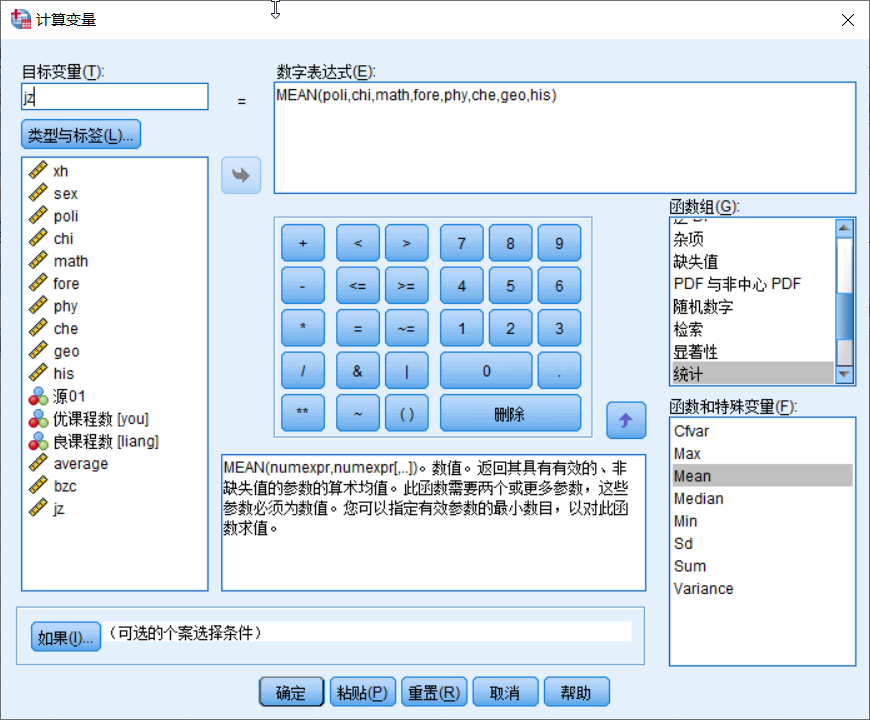 计算变量
目标变量(T):
jz
=
数字表达式(E):
MEAN(poli,chi,math,fore,phy,che,geo,his)
类型与标签(L)...
xh
sex
poli
chi
math
fore
phy
che
geo
his
源01
优课程数 [you]
良课程数 [liang]
average
bzc
jz
+ < > 7 8 9
- <= >= 4 5 6
* = ~= 1 2 3
/ & | 0 .
** ~ ( ) 删除
函数组(G):
杂项
缺失值
PDF 与非中心 PDF
随机数字
检索
显著性
统计
函数和特殊变量(F):
Cfvar
Max
Mean
Median
Min
Sd
Sum
Variance
MEAN(numexpr,numexpr[,..])。数值。返回其具有有效的、非
缺失值的参数的算术均值。此函数需要两个或更多参数，这些
参数必须为数值。您可以指定有效参数的最小数目，以对此函
数求值。
如果(I)...
（可选的个案选择条件）
确定
粘贴(P)
重置(R)
取消
帮助